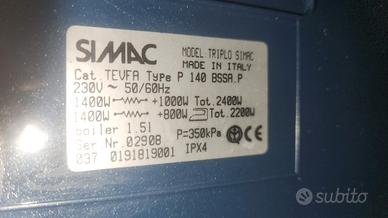 SIMAC
MODEL TRIPLO SIMAC
MADE IN ITALY
Cat. TEVFA Type P 140 BSSA.P
230V ~ 50/60Hz
1400W +1000W Tot.2400W
1400W +800W Tot.2200W
boiler 1.5l P=350kPa
Ser Nr. 02908 IPX4
037 0191819001
subito